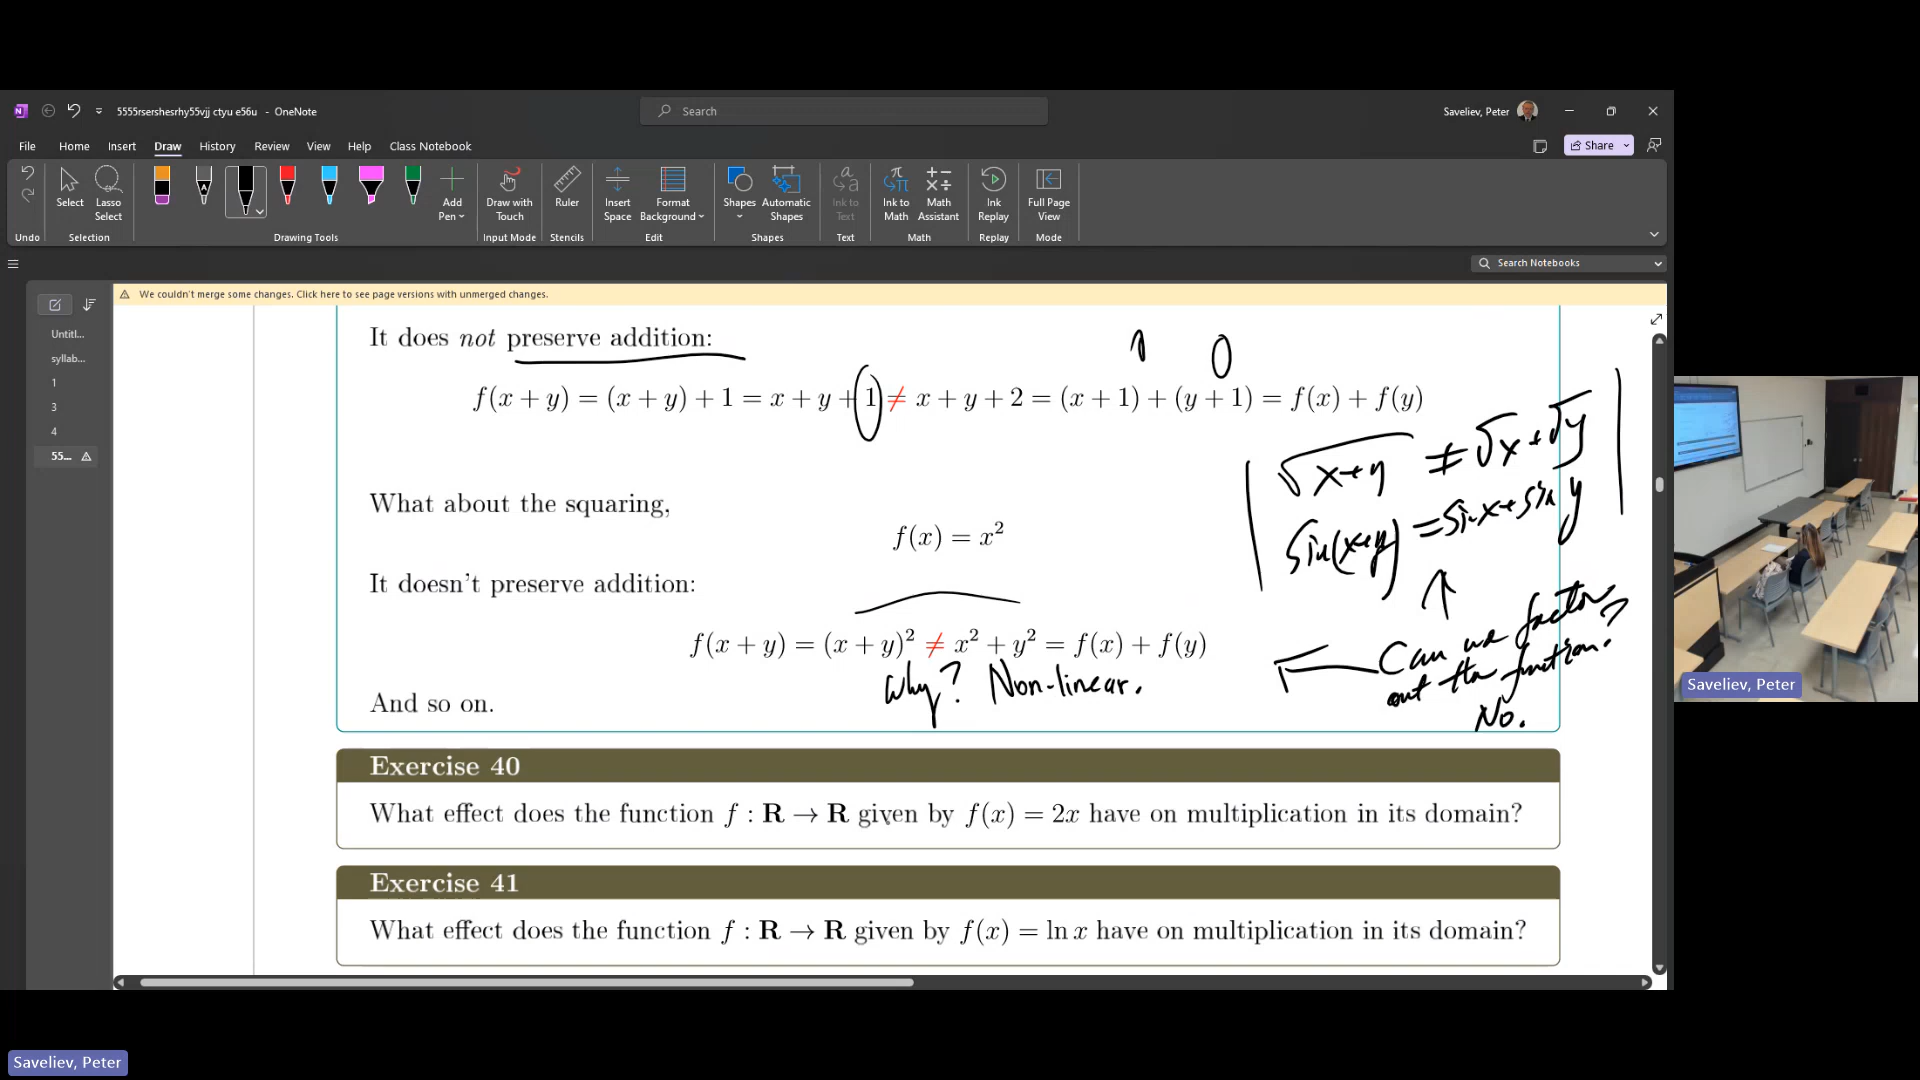 5555rsershesrhy55vjj ctyu e56u - OneNote
Search
Saveliev, Peter
File Home Insert Draw History Review View Help Class Notebook
Share
Undo
Select
Lasso Select
Selection
Add Pen
Drawing Tools
Draw with Touch
Input Mode
Ruler
Stencils
Insert Space
Format Background
Edit
Shapes
Automatic Shapes
Shapes
Ink to Text
Text
Ink to Math
Math Assistant
Math
Ink Replay
Replay
Full Page View
Mode
Search Notebooks
We couldn't merge some changes. Click here to see page versions with unmerged changes.
Untitl...
syllab...
1
3
4
55...
It does not preserve addition:
f(x + y) = (x + y) + 1 = x + y + 1 ≠ x + y + 2 = (x + 1) + (y + 1) = f(x) + f(y)
0
√x+y ≠ √x + √y
What about the squaring,
sin(x+y) = sin x + sin y
f(x) = x²
It doesn't preserve addition:
f(x + y) = (x + y)² ≠ x² + y² = f(x) + f(y)
Why? Non-linear.
Can we factor
out the function?
No.
And so on.
Exercise 40
What effect does the function f : R → R given by f(x) = 2x have on multiplication in its domain?
Exercise 41
What effect does the function f : R → R given by f(x) = ln x have on multiplication in its domain?
Saveliev, Peter
Saveliev, Peter